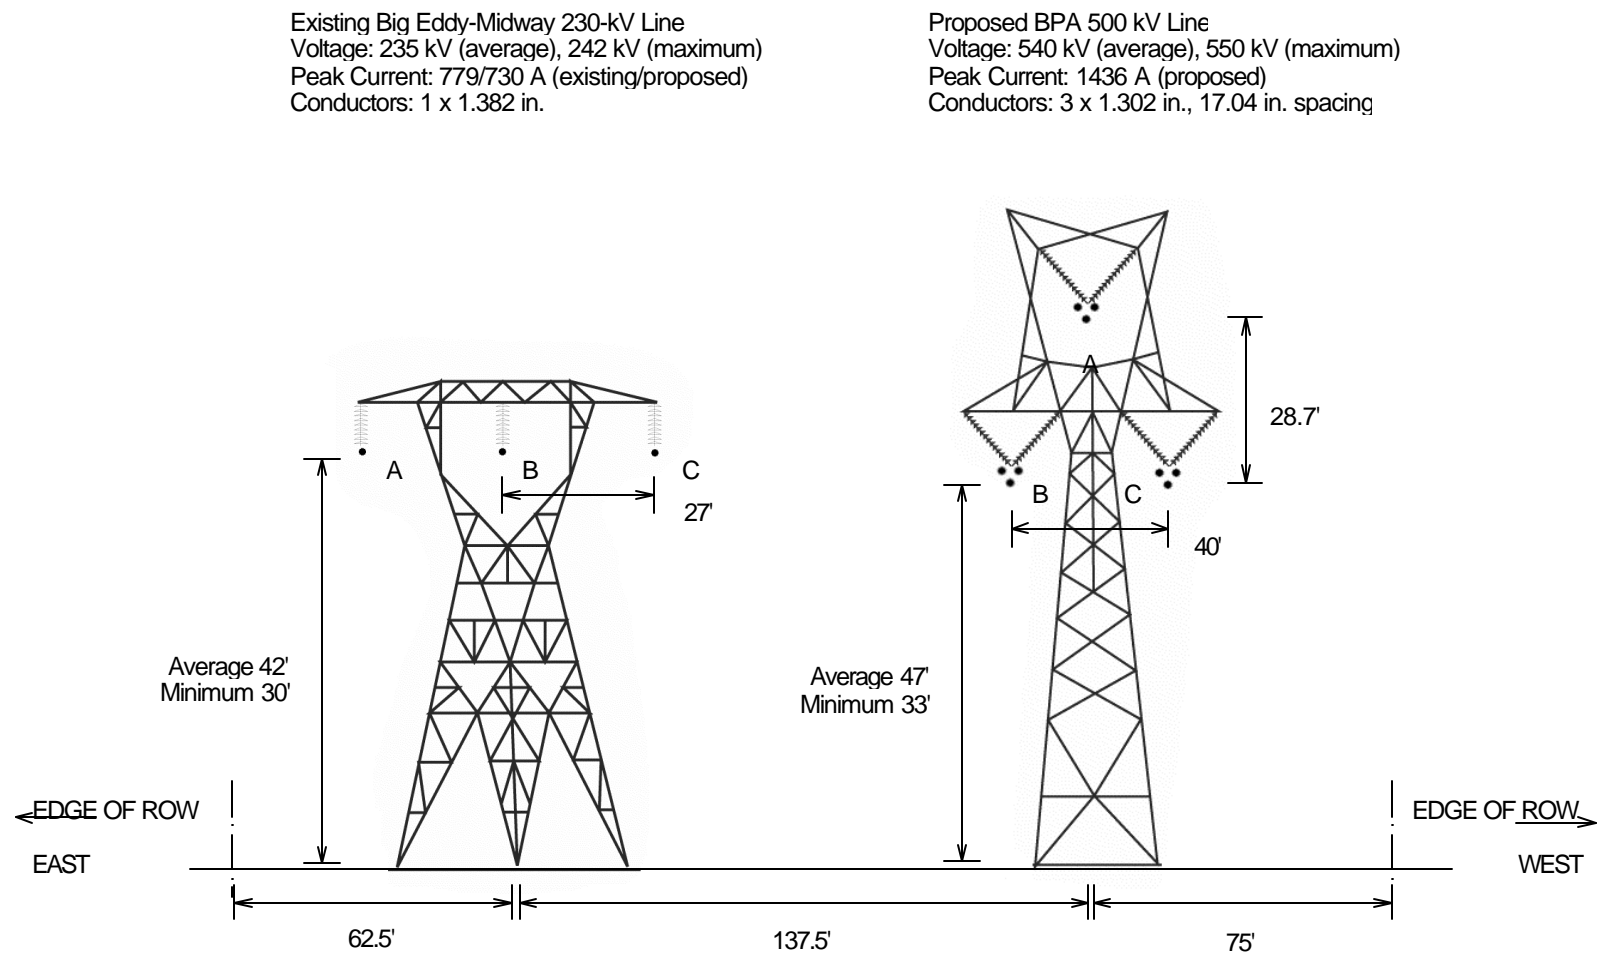 Existing Big Eddy-Midway 230-kV Line
Voltage: 235 kV (average), 242 kV (maximum)
Peak Current: 779/730 A (existing/proposed)
Conductors: 1 x 1.382 in.
Proposed BPA 500 kV Line
Voltage: 540 kV (average), 550 kV (maximum)
Peak Current: 1436 A (proposed)
Conductors: 3 x 1.302 in., 17.04 in. spacing
A
28.7'
A B C
27'
B C
40'
Average 42'
Minimum 30'
Average 47'
Minimum 33'
EDGE OF ROW
EAST
EDGE OF ROW
WEST
62.5'
137.5'
75'